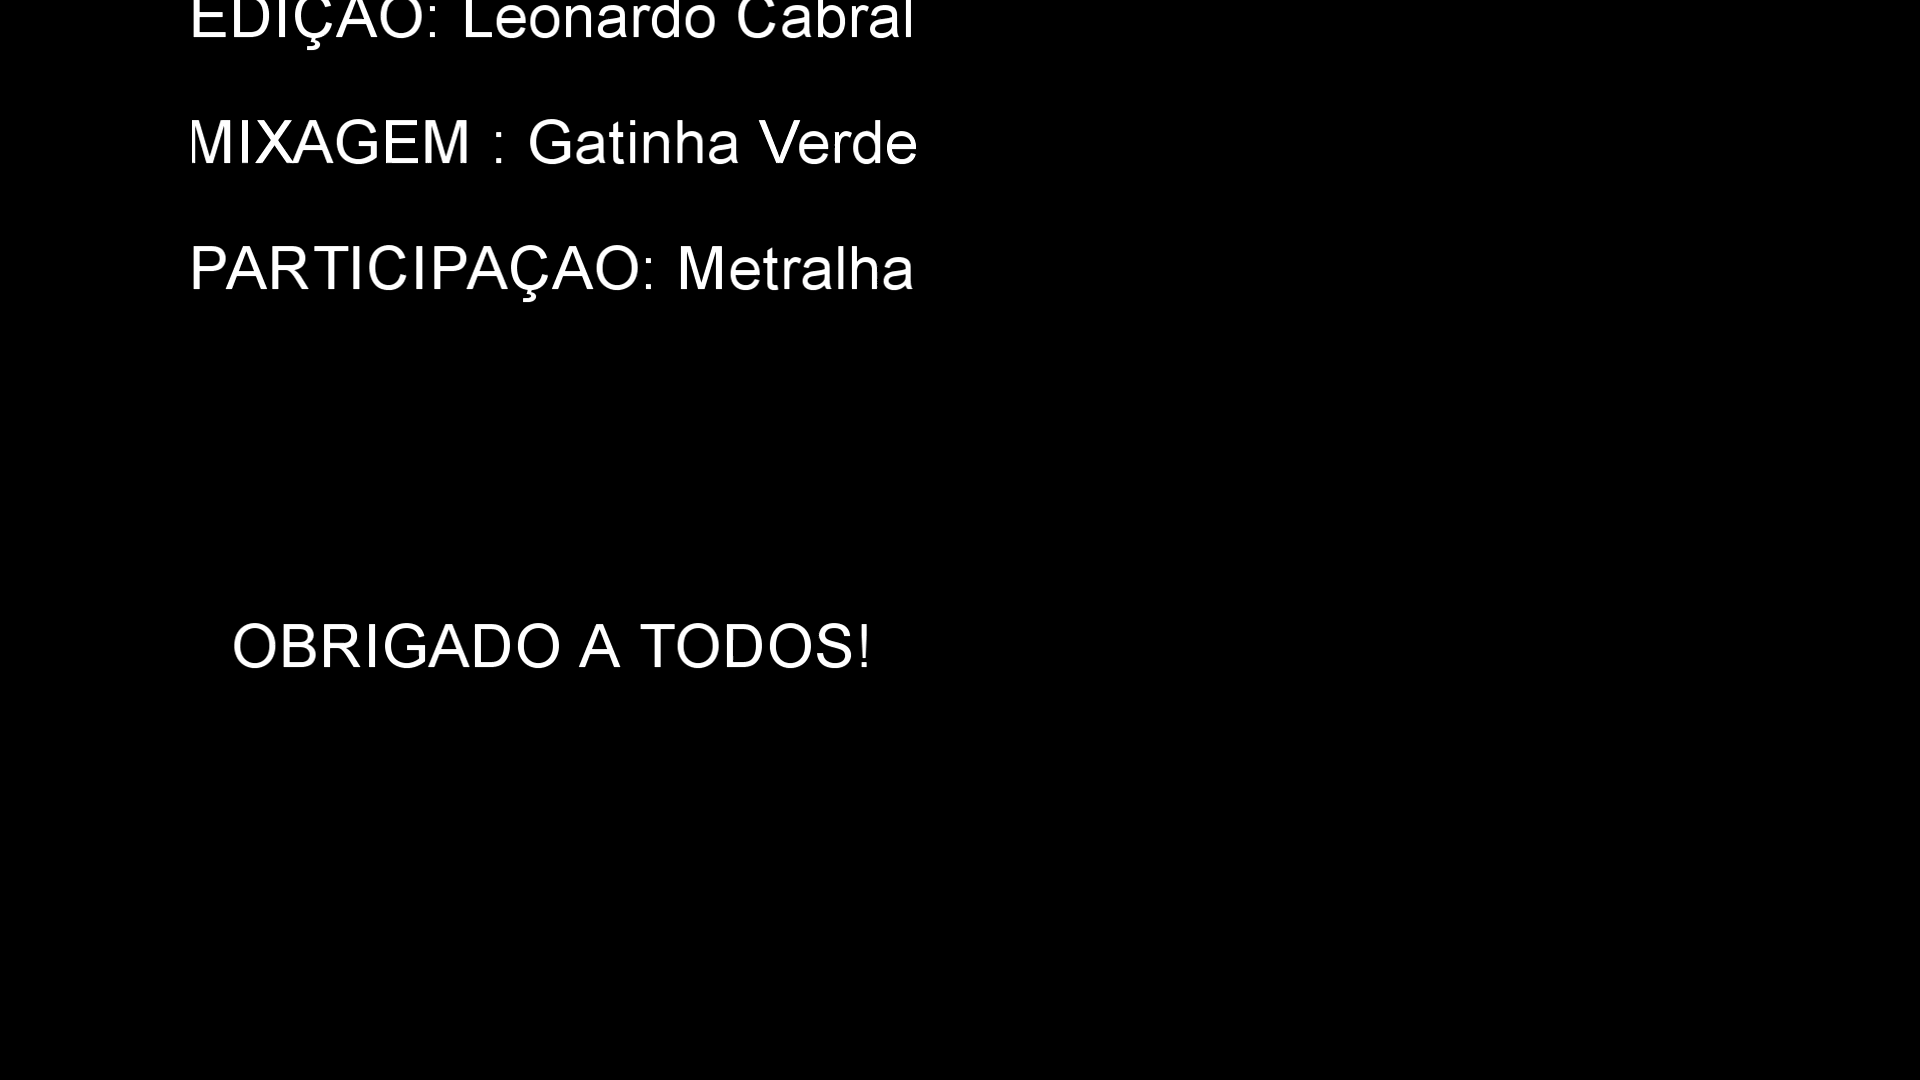 EDIÇAO: Leonardo Cabral
MIXAGEM : Gatinha Verde
PARTICIPAÇAO: Metralha
OBRIGADO A TODOS!